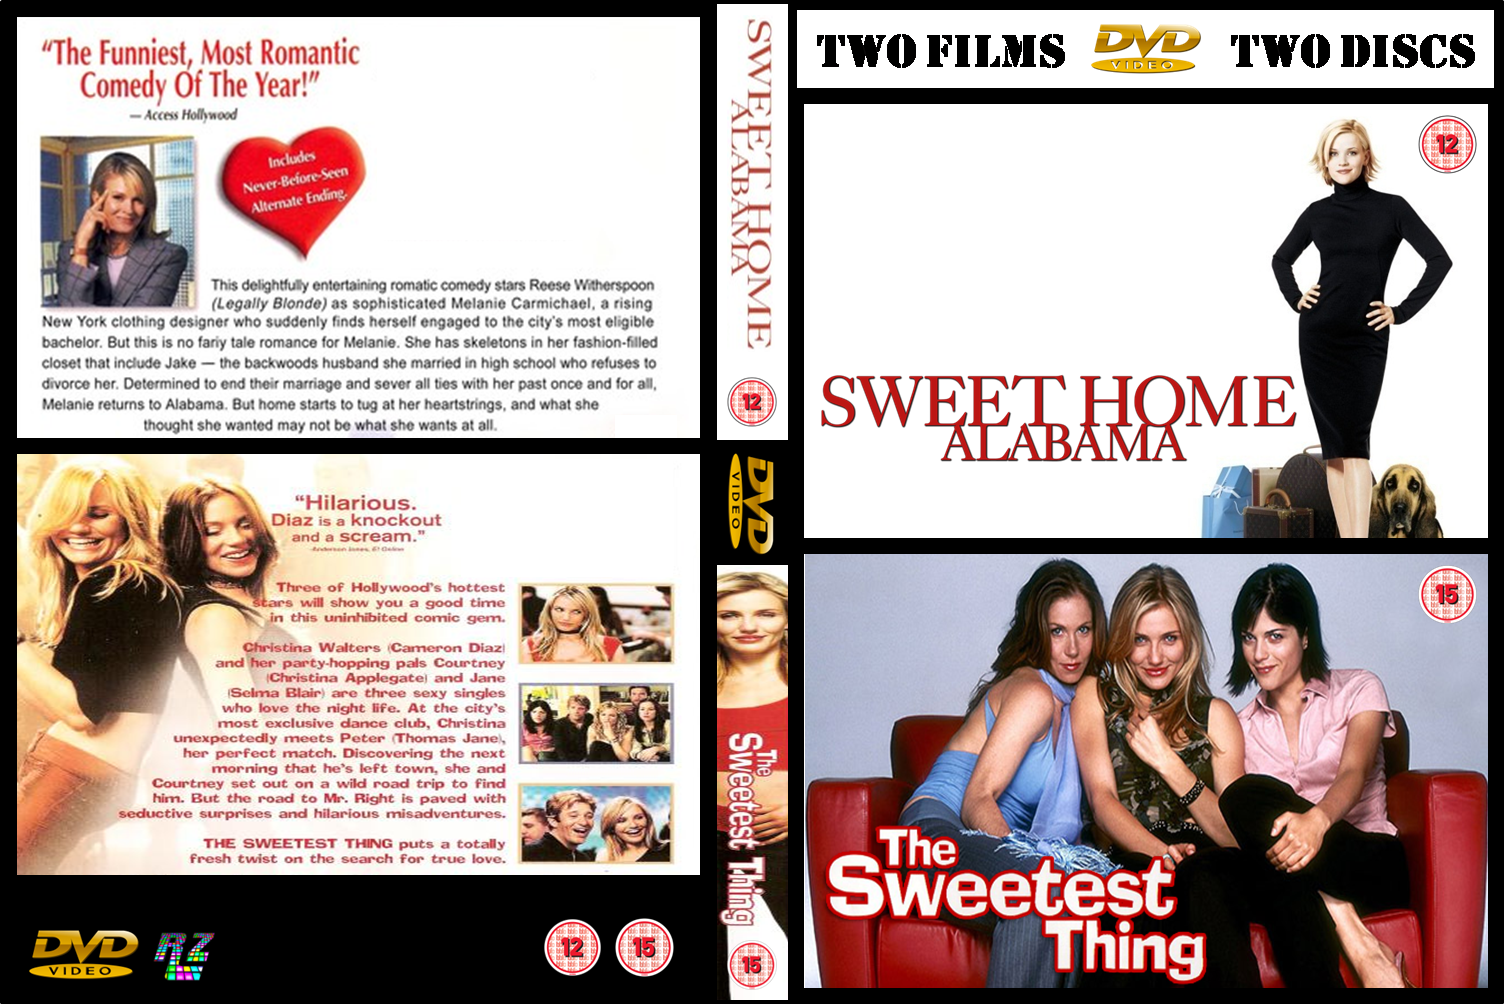 “The Funniest, Most Romantic
Comedy Of The Year!”
— Access Hollywood
Includes
Never-Before-Seen
Alternate Ending.
This delightfully entertaining romatic comedy stars Reese Witherspoon
(Legally Blonde) as sophisticated Melanie Carmichael, a rising
New York clothing designer who suddenly finds herself engaged to the city's most eligible
bachelor. But this is no fariy tale romance for Melanie. She has skeletons in her fashion-filled
closet that include Jake — the backwoods husband she married in high school who refuses to
divorce her. Determined to end their marriage and sever all ties with her past once and for all,
Melanie returns to Alabama. But home starts to tug at her heartstrings, and what she
thought she wanted may not be what she wants at all.
“Hilarious.
Diaz is a knockout
and a scream.”
-Anderson Jones, E! Online
Three of Hollywood's hottest
stars will show you a good time
in this uninhibited comic gem.
Christina Walters (Cameron Diaz)
and her party-hopping pals Courtney
(Christina Applegate) and Jane
(Selma Blair) are three sexy singles
who love the night life. At the city's
most exclusive dance club, Christina
unexpectedly meets Peter (Thomas Jane),
her perfect match. Discovering the next
morning that he's left town, she and
Courtney set out on a wild road trip to find
him. But the road to Mr. Right is paved with
seductive surprises and hilarious misadventures.
THE SWEETEST THING puts a totally
fresh twist on the search for true love.
DVD
VIDEO
12
15
SWEET HOME
ALABAMA
12
DVD
VIDEO
The
Sweetest Thing
15
TWO FILMS
DVD
VIDEO
TWO DISCS
12
SWEET HOME
ALABAMA
15
The
Sweetest
Thing